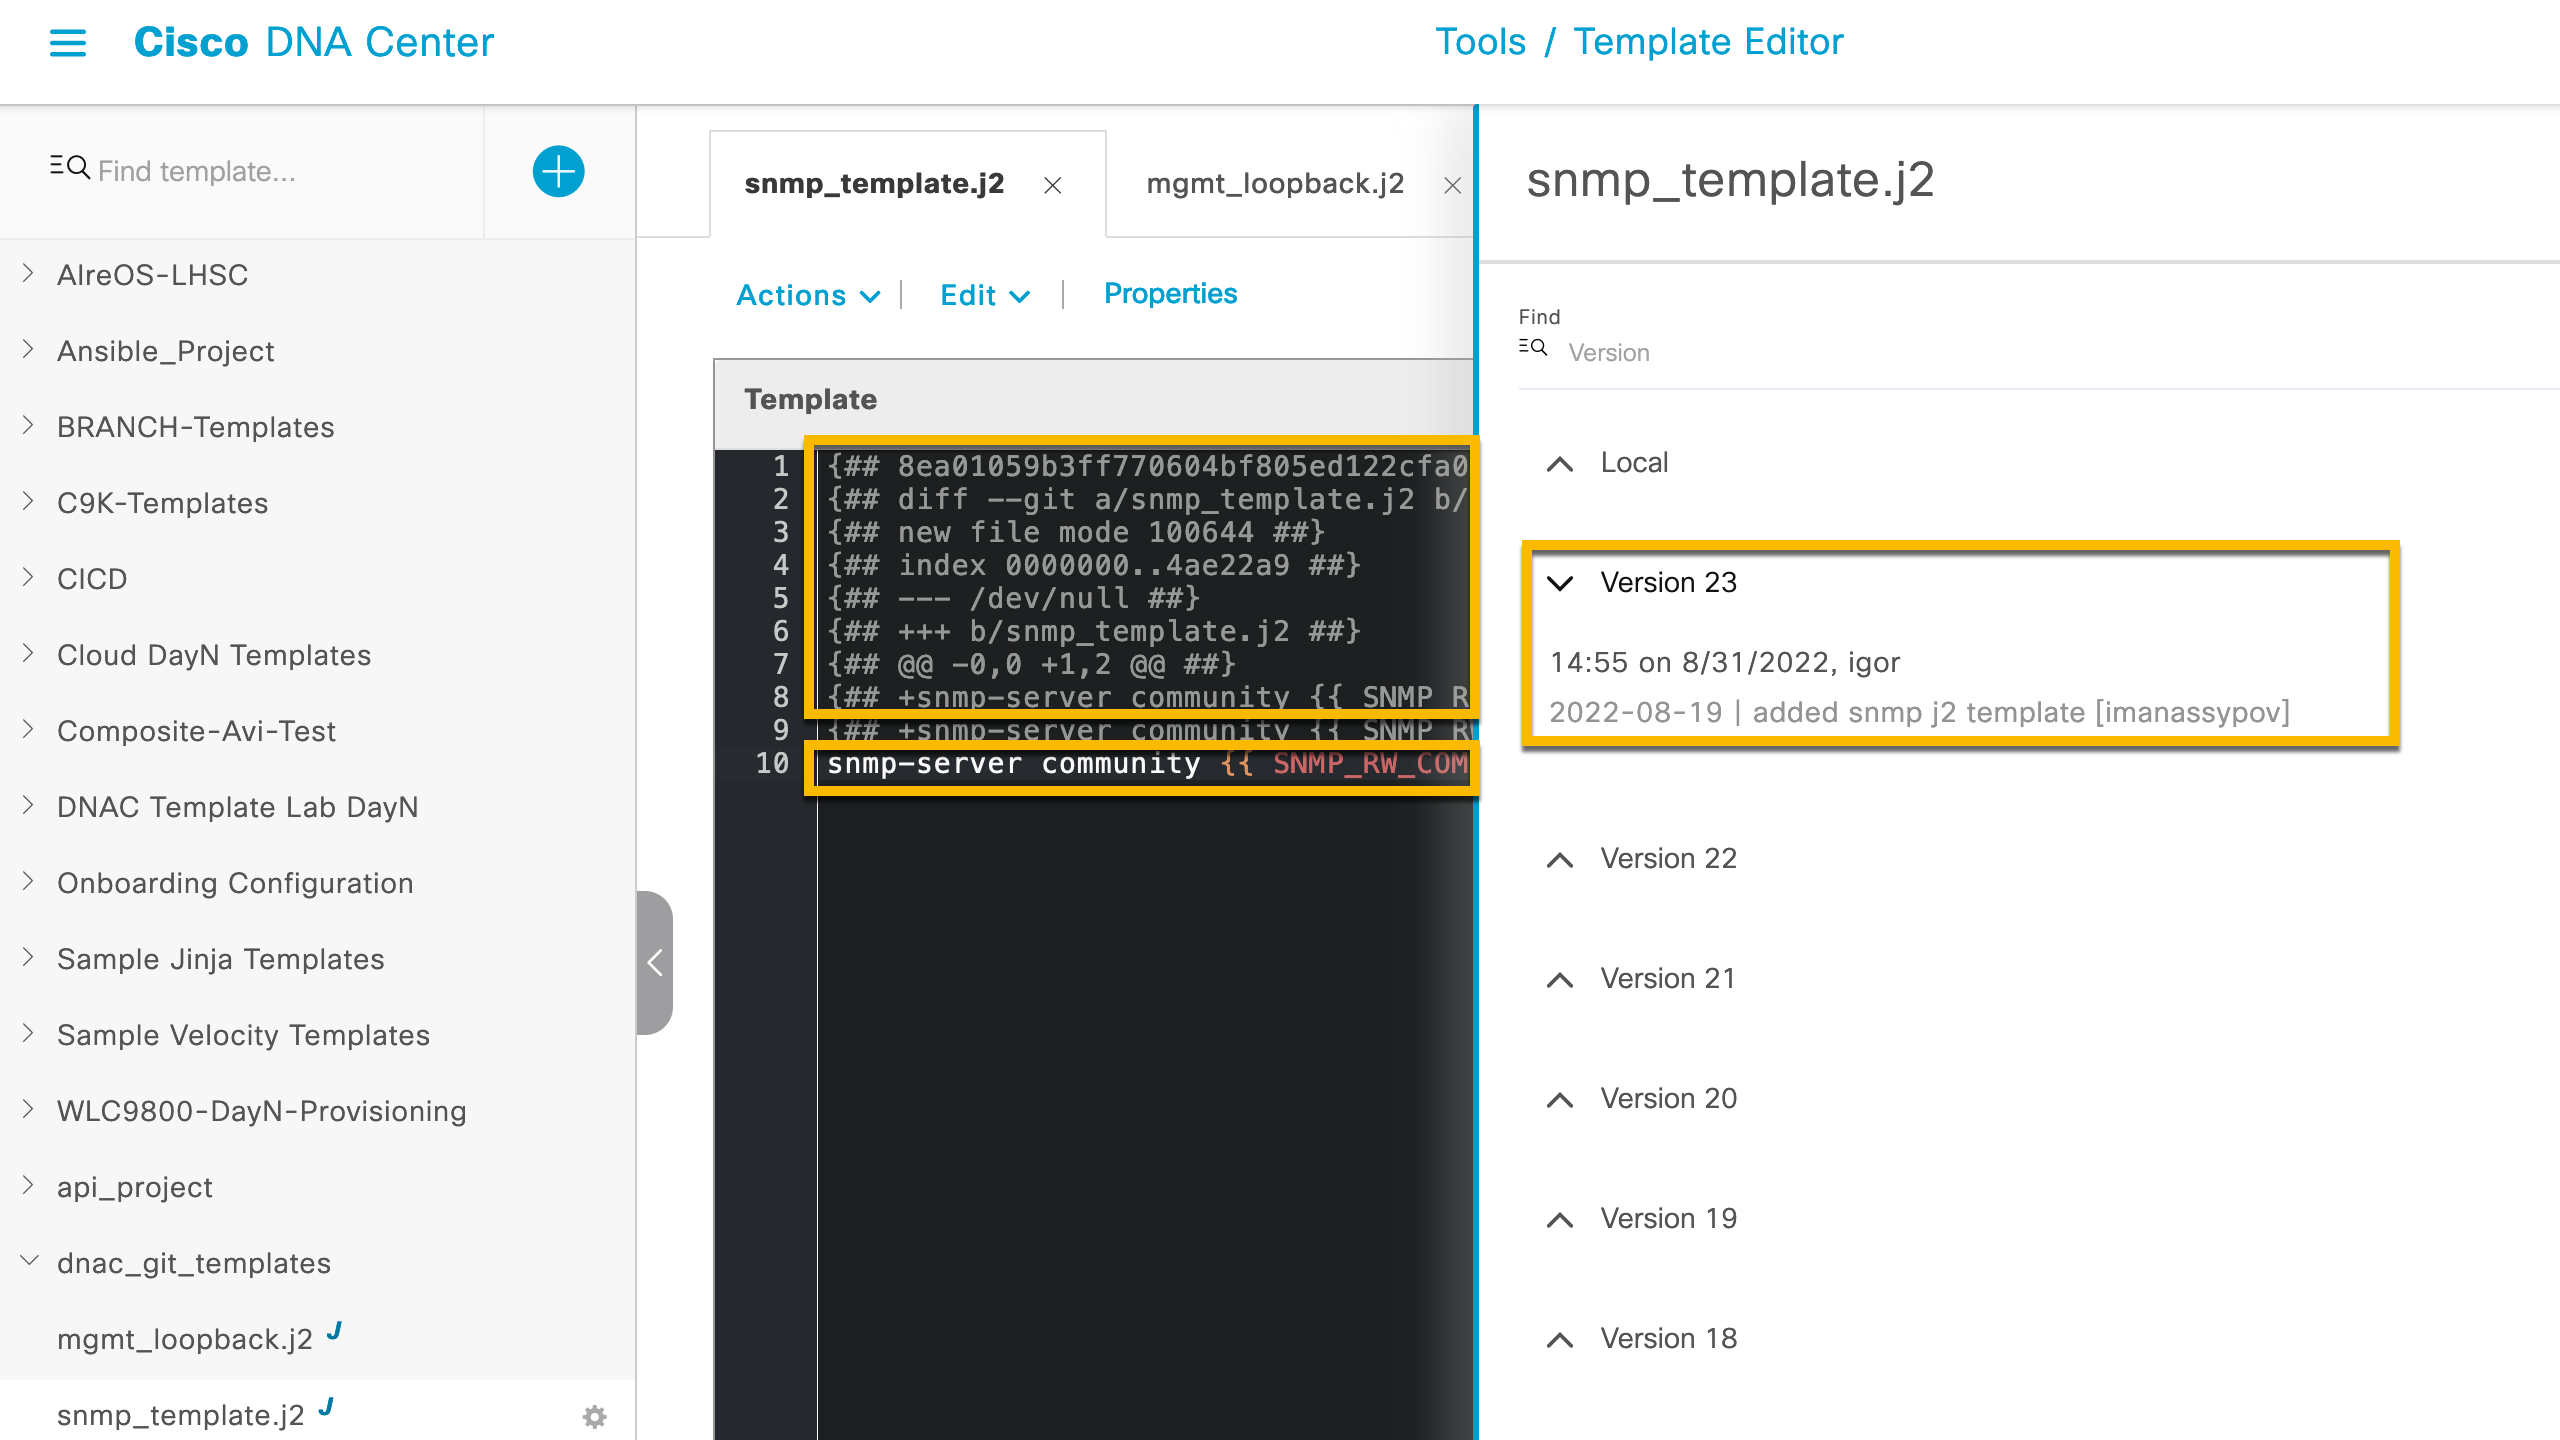 Cisco DNA Center
Tools / Template Editor
Find template...
AIreOS-LHSC
Ansible_Project
BRANCH-Templates
C9K-Templates
CICD
Cloud DayN Templates
Composite-Avi-Test
DNAC Template Lab DayN
Onboarding Configuration
Sample Jinja Templates
Sample Velocity Templates
WLC9800-DayN-Provisioning
api_project
dnac_git_templates
mgmt_loopback.j2 J
snmp_template.j2 J
snmp_template.j2
mgmt_loopback.j2
Actions | Edit | Properties
Template
1 {## 8ea01059b3ff770604bf805ed122cfa0
2 {## diff --git a/snmp_template.j2 b/
3 {## new file mode 100644 ##}
4 {## index 0000000..4ae22a9 ##}
5 {## --- /dev/null ##}
6 {## +++ b/snmp_template.j2 ##}
7 {## @@ -0,0 +1,2 @@ ##}
8 {## +snmp-server community {{ SNMP_R
9 {## +snmp-server community {{ SNMP_R
10 snmp-server community {{ SNMP_RW_COM
snmp_template.j2
Find
Version
Local
Version 23
14:55 on 8/31/2022, igor
2022-08-19 | added snmp j2 template [imanassypov]
Version 22
Version 21
Version 20
Version 19
Version 18